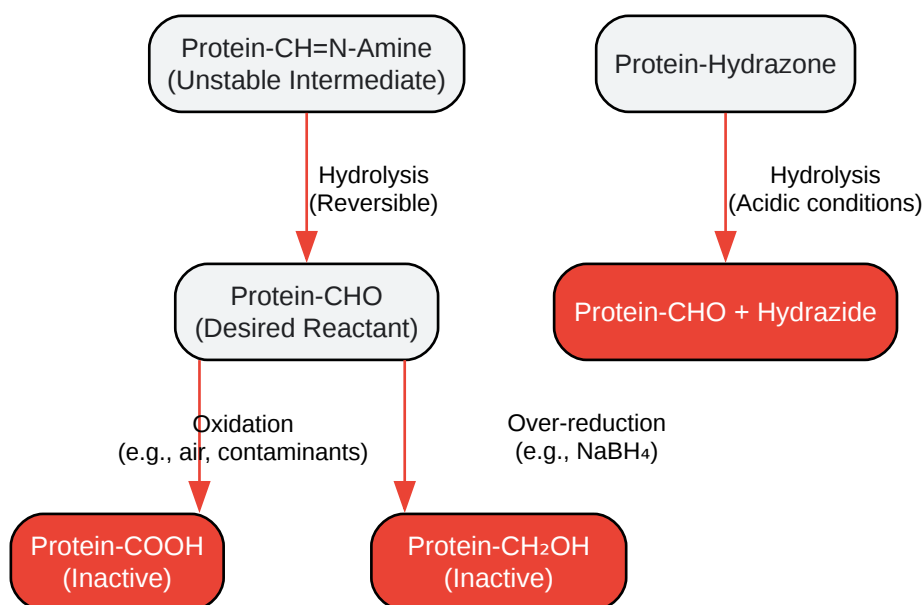 Protein-CH=N-Amine
(Unstable Intermediate)
Protein-Hydrazone
Hydrolysis
(Reversible)
Hydrolysis
(Acidic conditions)
Protein-CHO
(Desired Reactant)
Protein-CHO + Hydrazide
Oxidation
(e.g., air, contaminants)
Over-reduction
(e.g., NaBH₄)
Protein-COOH
(Inactive)
Protein-CH₂OH
(Inactive)